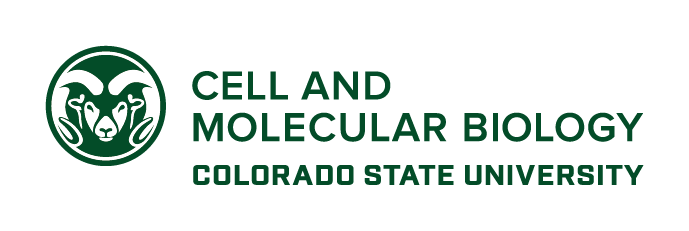 CELL AND
MOLECULAR BIOLOGY
COLORADO STATE UNIVERSITY